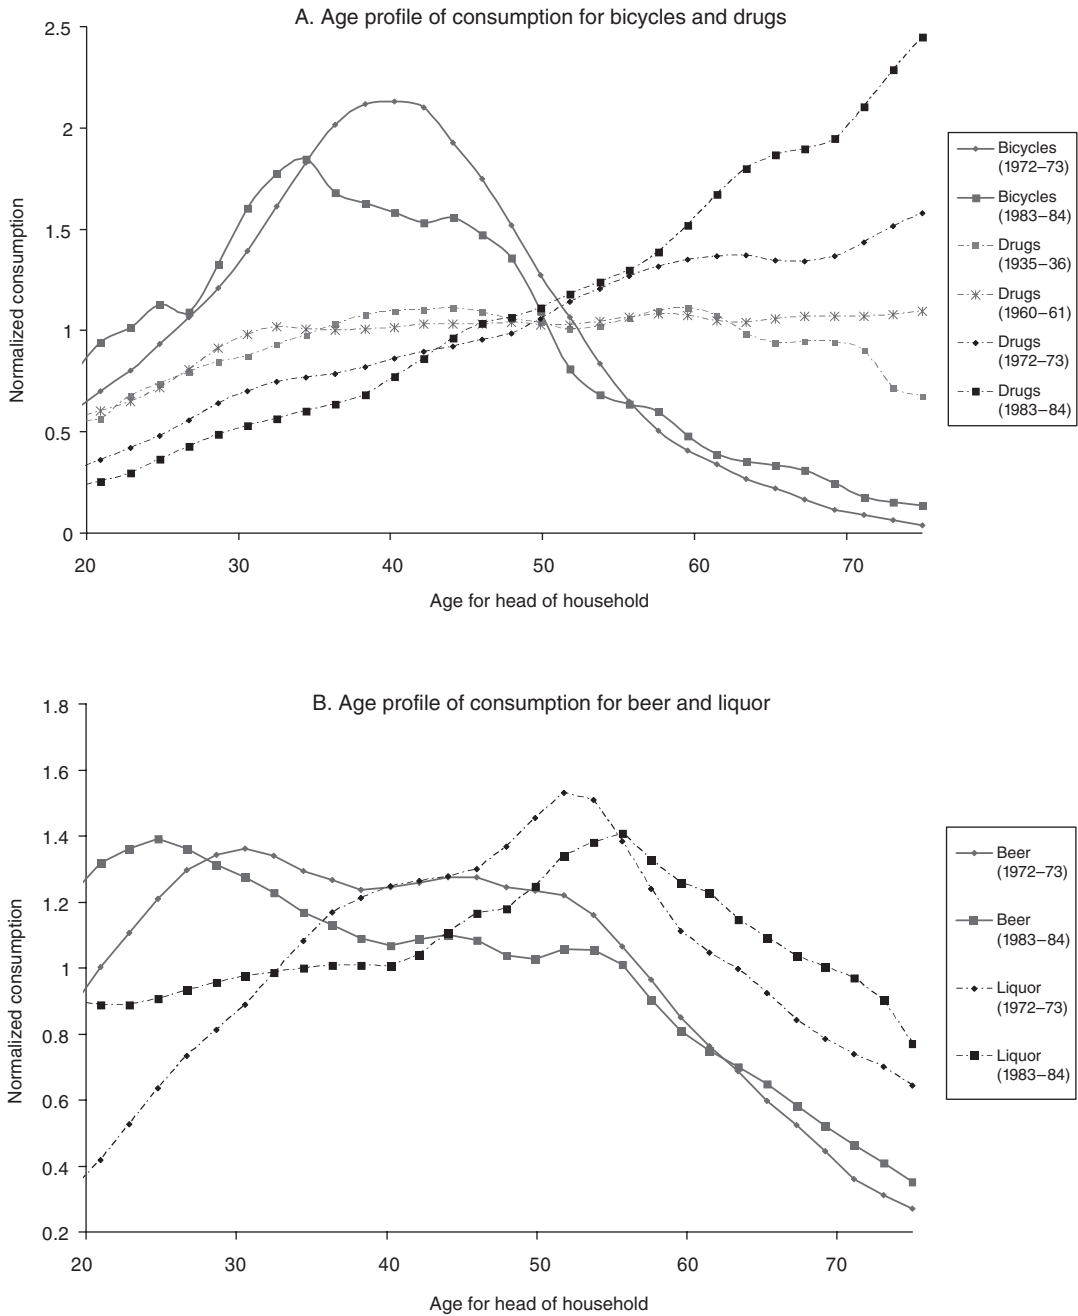 A. Age profile of consumption for bicycles and drugs
2.5
2
1.5
1
0.5
0
Normalized consumption
20
30
40
50
60
70
Age for head of household
Bicycles
(1972–73)
Bicycles
(1983–84)
Drugs
(1935–36)
Drugs
(1960–61)
Drugs
(1972–73)
Drugs
(1983–84)
B. Age profile of consumption for beer and liquor
1.8
1.6
1.4
1.2
1
0.8
0.6
0.4
0.2
Normalized consumption
20
30
40
50
60
70
Age for head of household
Beer
(1972–73)
Beer
(1983–84)
Liquor
(1972–73)
Liquor
(1983–84)